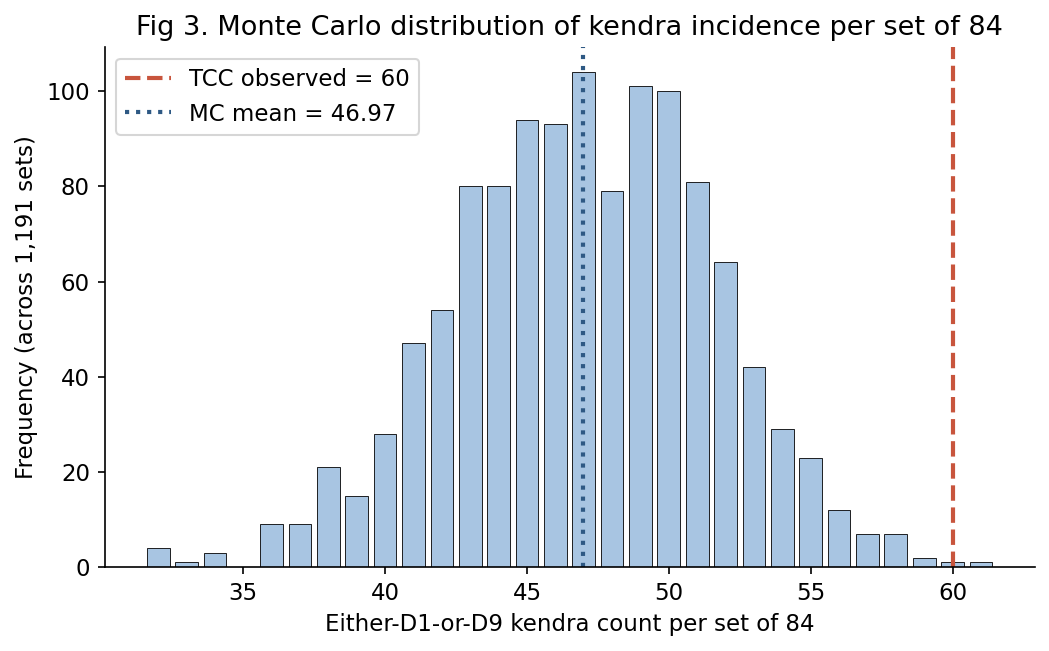 Fig 3. Monte Carlo distribution of kendra incidence per set of 84
TCC observed = 60
MC mean = 46.97
Frequency (across 1,191 sets)
100
80
60
40
20
0
35 40 45 50 55 60
Either-D1-or-D9 kendra count per set of 84